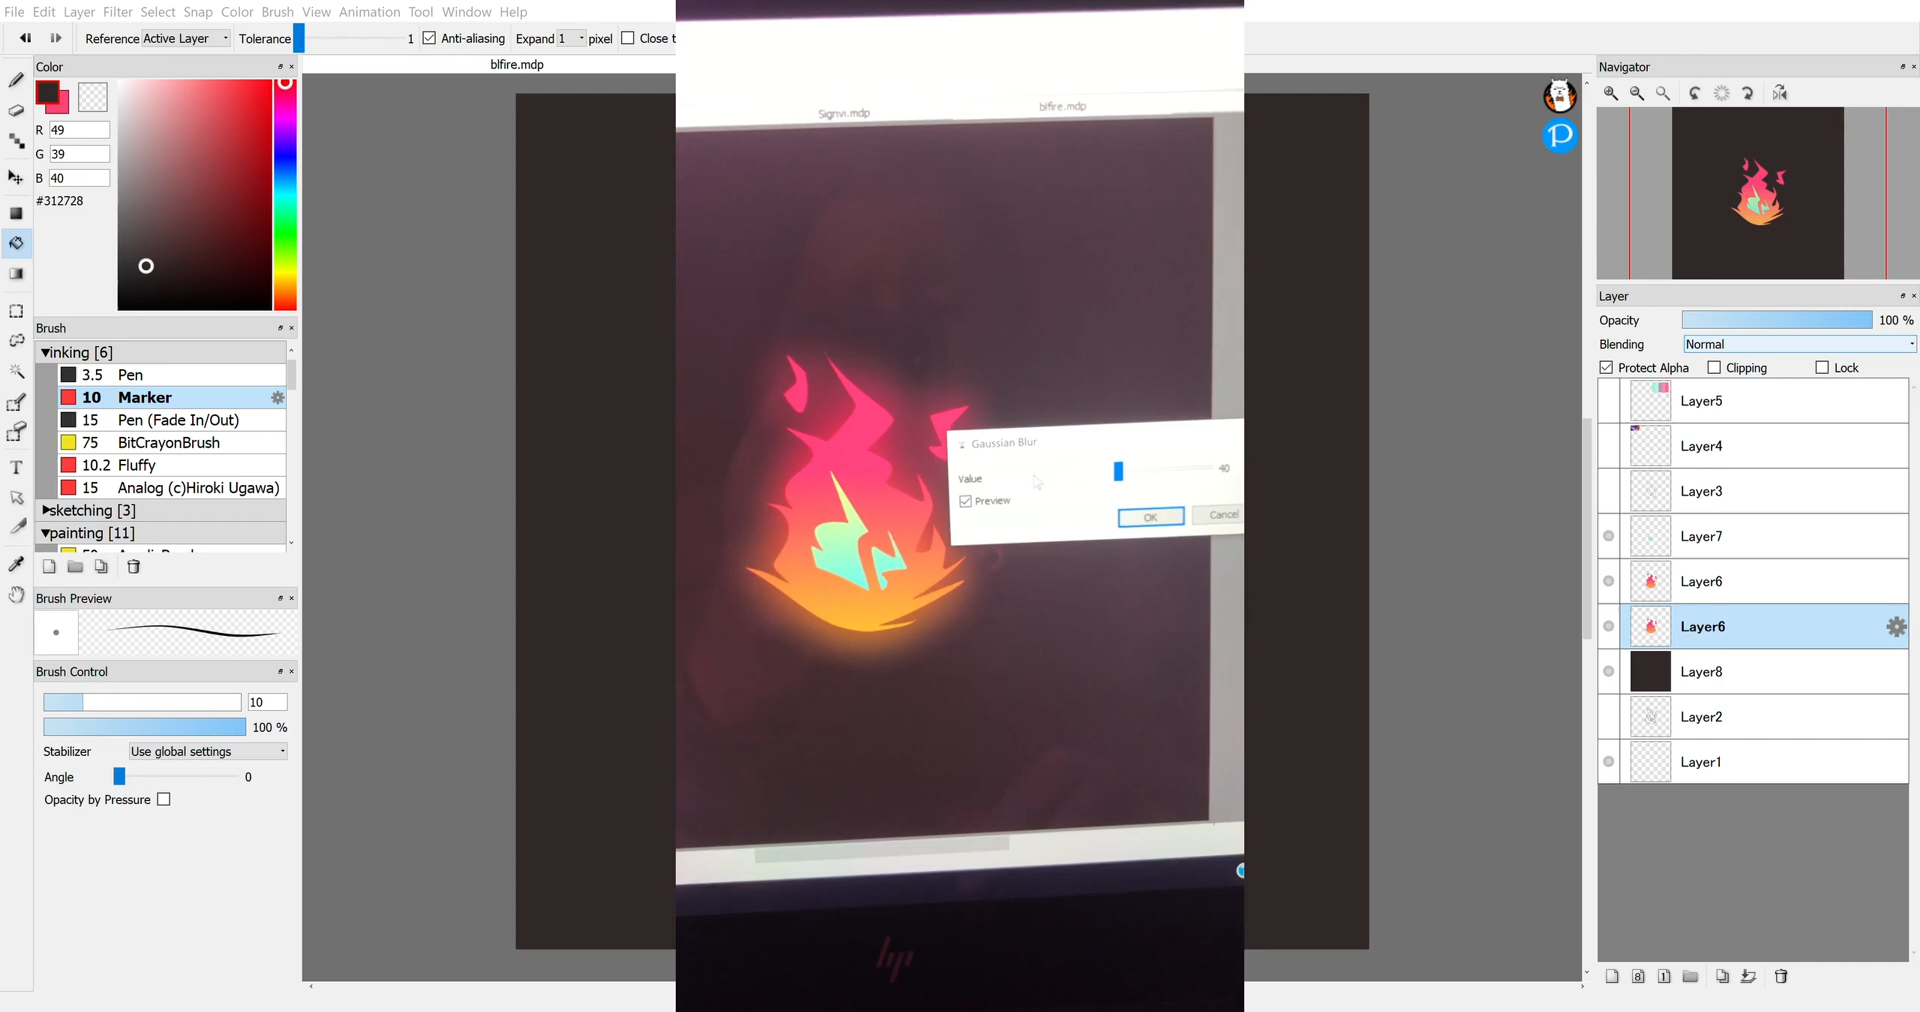 File Edit Layer Filter Select Snap Color Brush View Animation Tool Window Help
Reference Active Layer Tolerance 1 Anti-aliasing Expand 1 pixel Close t
Color
R 49
G 39
B 40
#312728
Brush
inking [6]
3.5 Pen
10 Marker
15 Pen (Fade In/Out)
75 BitCrayonBrush
10.2 Fluffy
15 Analog (c)Hiroki Ugawa)
sketching [3]
painting [11]
Brush Preview
Brush Control
10
100 %
Stabilizer Use global settings
Angle 0
Opacity by Pressure
blfire.mdp
Signvi.mdp blfire.mdp
Gaussian Blur
Value 40
Preview
OK Cancel
hp
P
Navigator
Layer
Opacity 100 %
Blending Normal
Protect Alpha Clipping Lock
Layer5
Layer4
Layer3
Layer7
Layer6
Layer6
Layer8
Layer2
Layer1
8 1
T